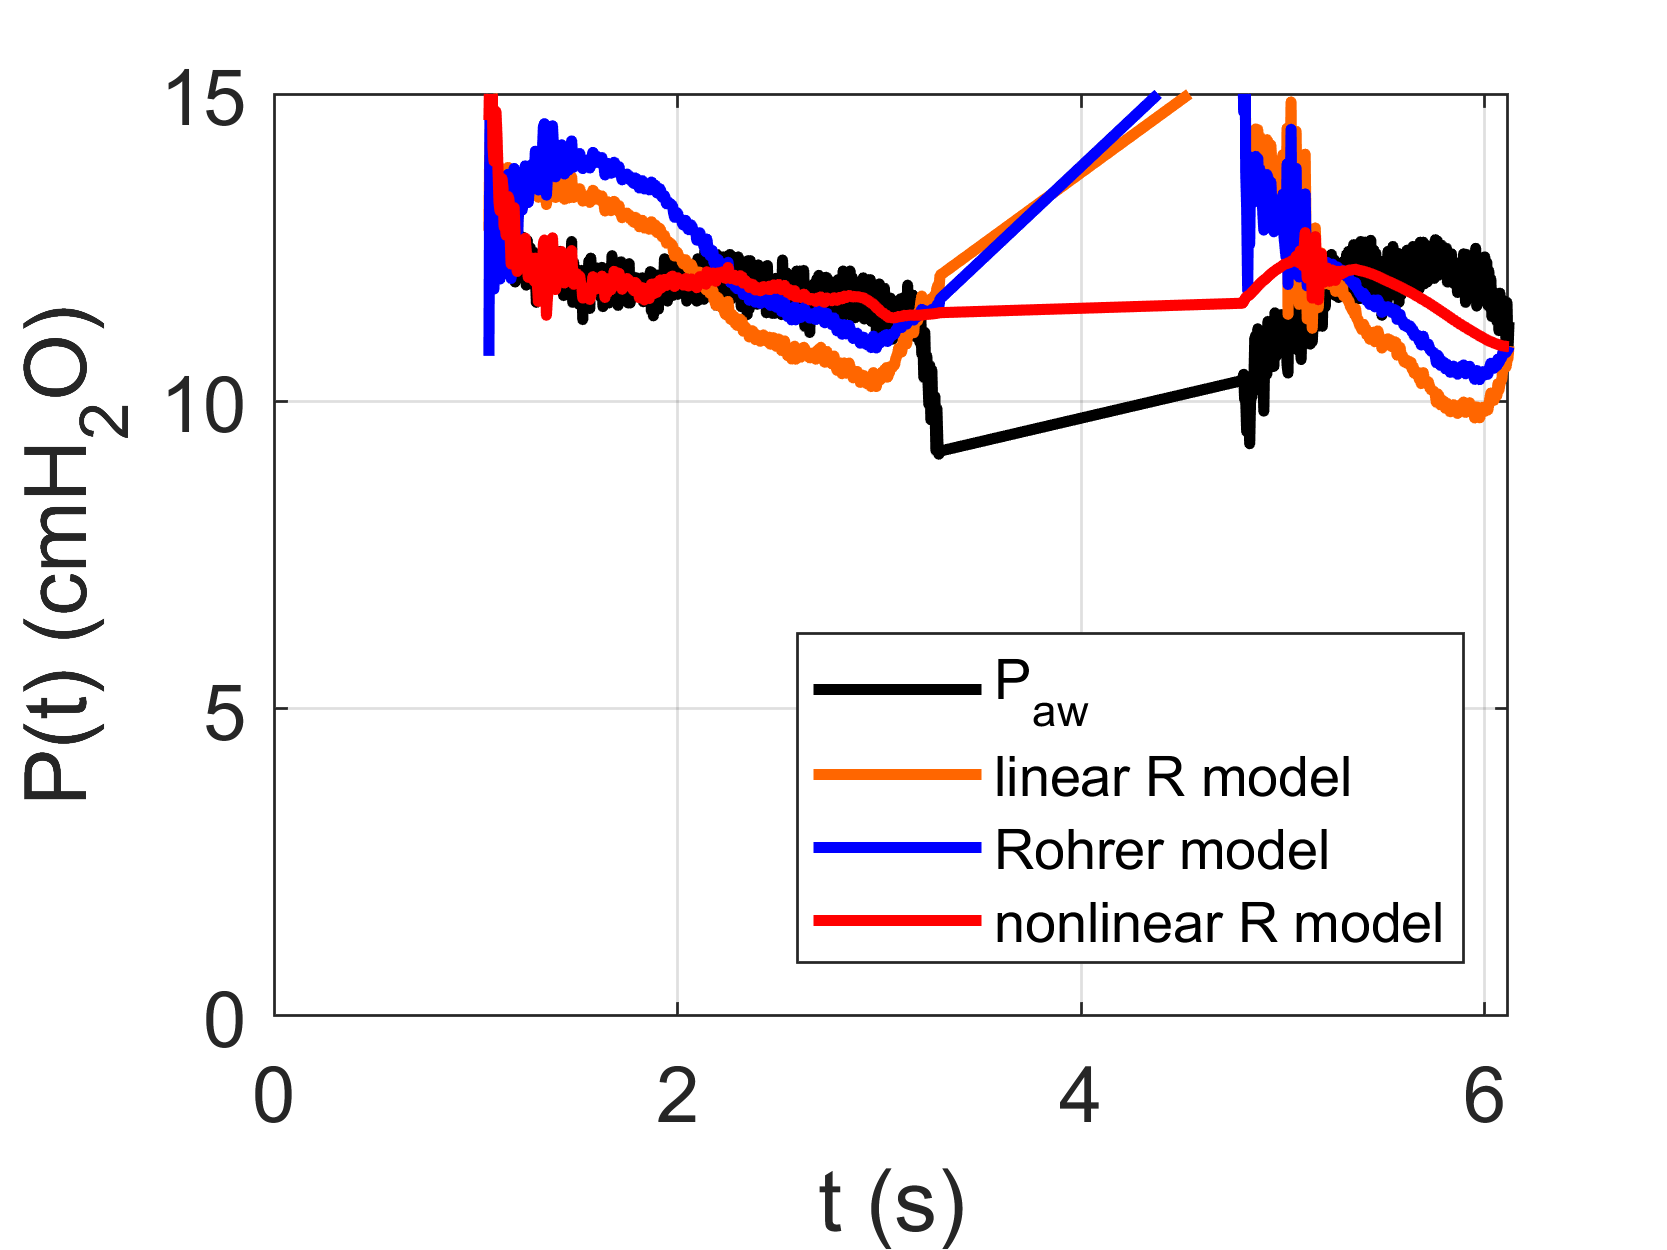 15
10
5
0
P(t) (cmH2O)
0 2 4 6
t (s)
Paw
linear R model
Rohrer model
nonlinear R model